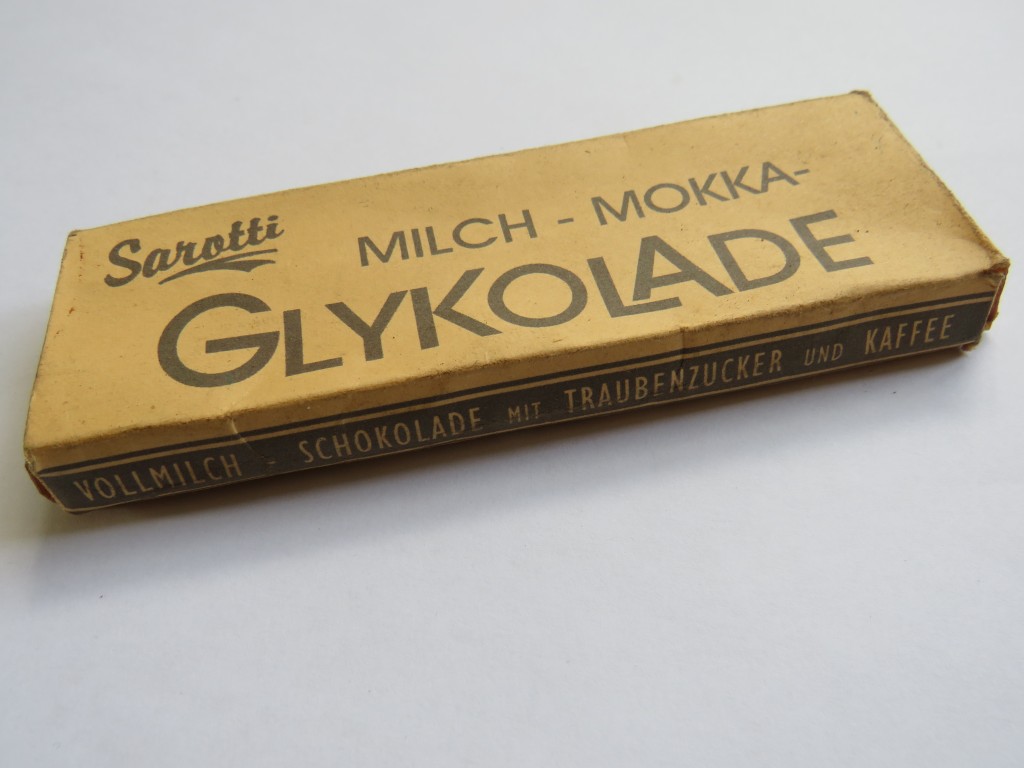 Sarotti
MILCH - MOKKA-
GLYKOLADE
VOLLMILCH - SCHOKOLADE MIT TRAUBENZUCKER UND KAFFEE